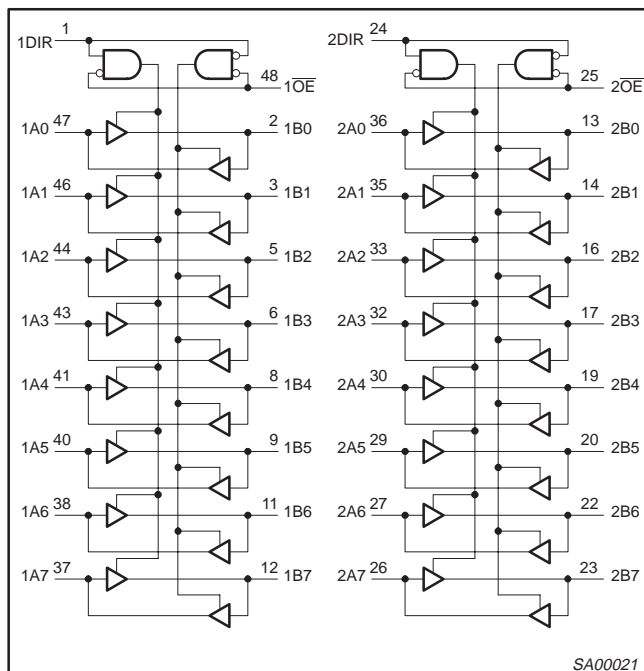 1DIR 1 2DIR 24
48 1O̅E̅ 25 2O̅E̅
1A0 47 2 1B0 2A0 36 13 2B0
1A1 46 3 1B1 2A1 35 14 2B1
1A2 44 5 1B2 2A2 33 16 2B2
1A3 43 6 1B3 2A3 32 17 2B3
1A4 41 8 1B4 2A4 30 19 2B4
1A5 40 9 1B5 2A5 29 20 2B5
1A6 38 11 1B6 2A6 27 22 2B6
1A7 37 12 1B7 2A7 26 23 2B7
SA00021